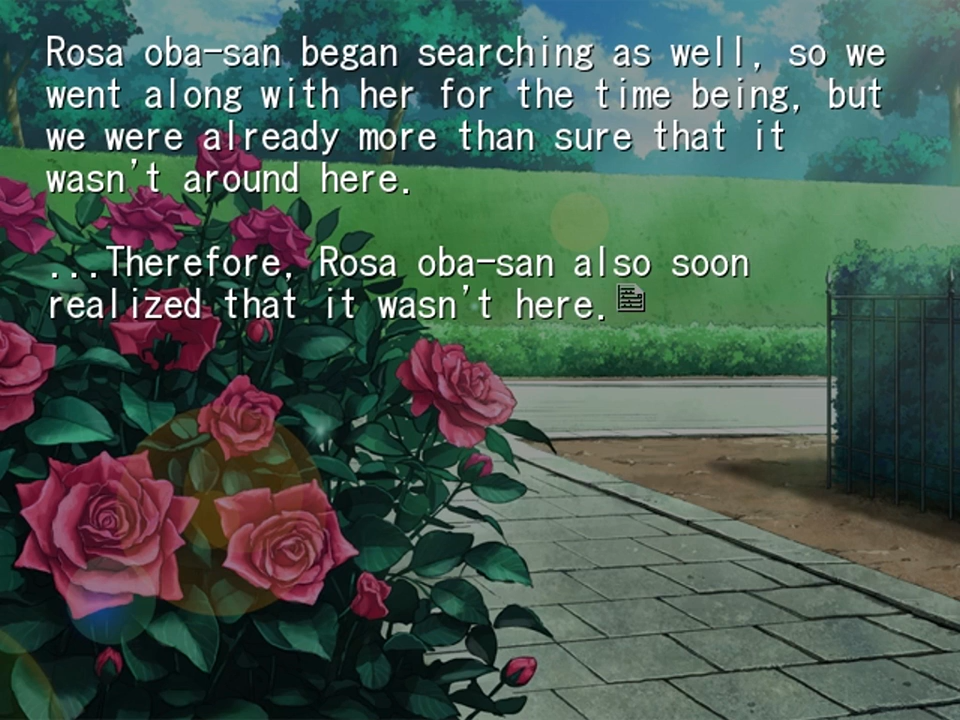 Rosa oba-san began searching as well, so we
went along with her for the time being, but
we were already more than sure that it
wasn't around here.
...Therefore, Rosa oba-san also soon
realized that it wasn't here.